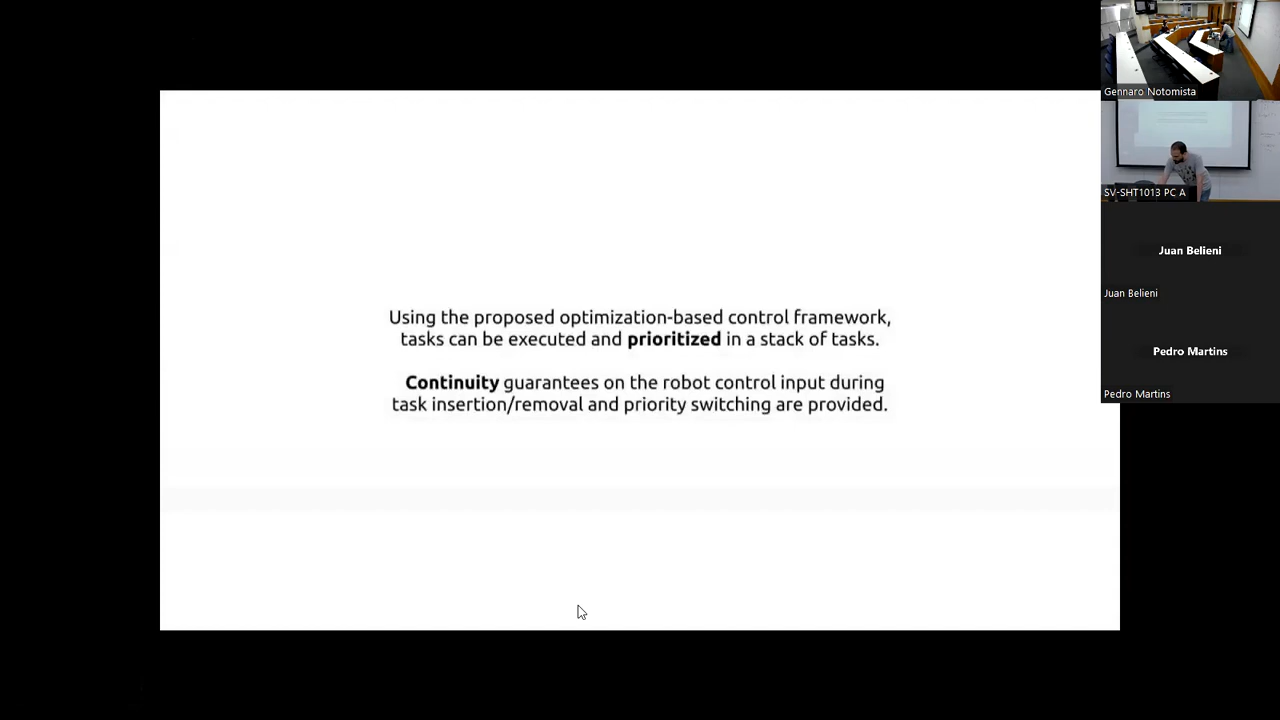 Using the proposed optimization-based control framework,
tasks can be executed and prioritized in a stack of tasks.
Continuity guarantees on the robot control input during
task insertion/removal and priority switching are provided.
Gennaro Notomista
SV-SHT1013 PC A
Juan Belieni
Juan Belieni
Pedro Martins
Pedro Martins